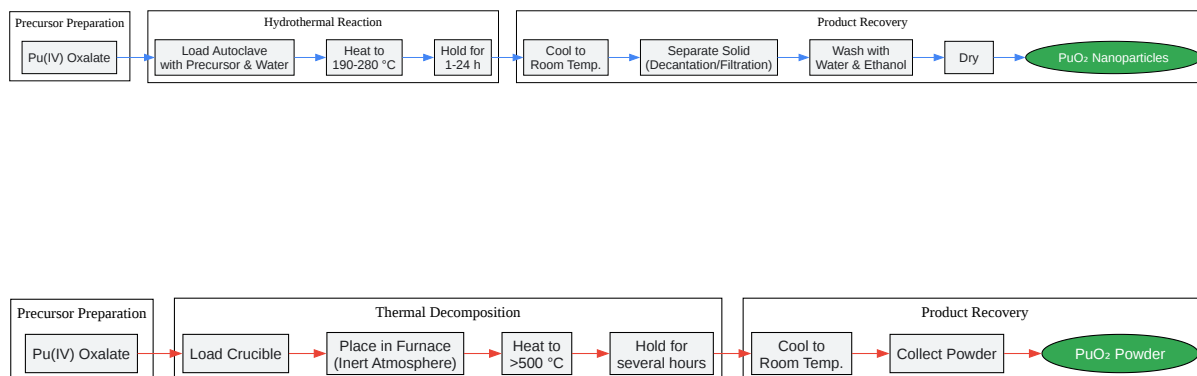 Precursor Preparation
Hydrothermal Reaction
Product Recovery
Pu(IV) Oxalate
Load Autoclave
with Precursor & Water
Heat to
190-280 °C
Hold for
1-24 h
Cool to
Room Temp.
Separate Solid
(Decantation/Filtration)
Wash with
Water & Ethanol
Dry
PuO₂ Nanoparticles
Precursor Preparation
Thermal Decomposition
Product Recovery
Pu(IV) Oxalate
Load Crucible
Place in Furnace
(Inert Atmosphere)
Heat to
>500 °C
Hold for
several hours
Cool to
Room Temp.
Collect Powder
PuO₂ Powder